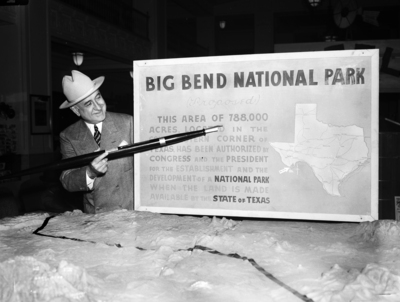 BIG BEND NATIONAL PARK
(Proposed)
THIS AREA OF 788,000
ACRES LOCATED IN THE
CORNER OF
TEXAS HAS BEEN AUTHORIZED BY
CONGRESS AND THE PRESIDENT
FOR THE ESTABLISHMENT AND
DEVELOPMENT OF A NATIONAL PARK
WHEN THE LAND IS MADE
AVAILABLE BY THE STATE OF TEXAS